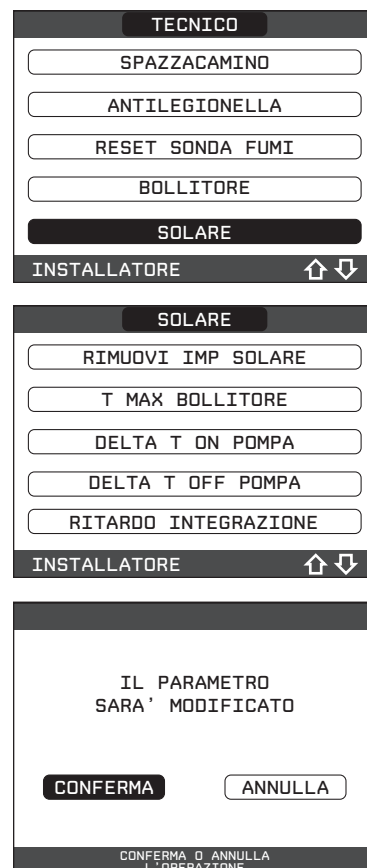 TECNICO
SPAZZACAMINO
ANTILEGIONELLA
RESET SONDA FUMI
BOLLITORE
SOLARE
INSTALLATORE
SOLARE
RIMUOVI IMP SOLARE
T MAX BOLLITORE
DELTA T ON POMPA
DELTA T OFF POMPA
RITARDO INTEGRAZIONE
INSTALLATORE
IL PARAMETRO
SARA' MODIFICATO
CONFERMA ANNULLA
CONFERMA O ANNULLA
L'OPERAZIONE